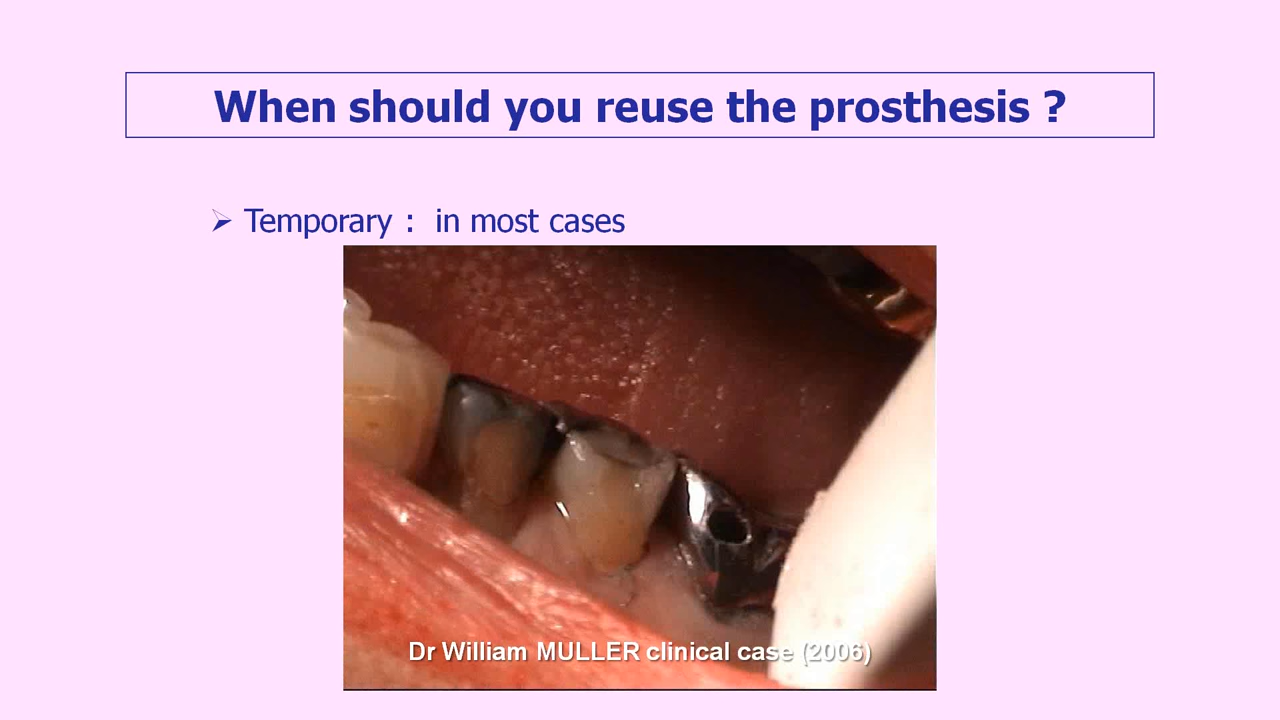 When should you reuse the prosthesis ?
Temporary : in most cases
Dr William MULLER clinical case (2006)